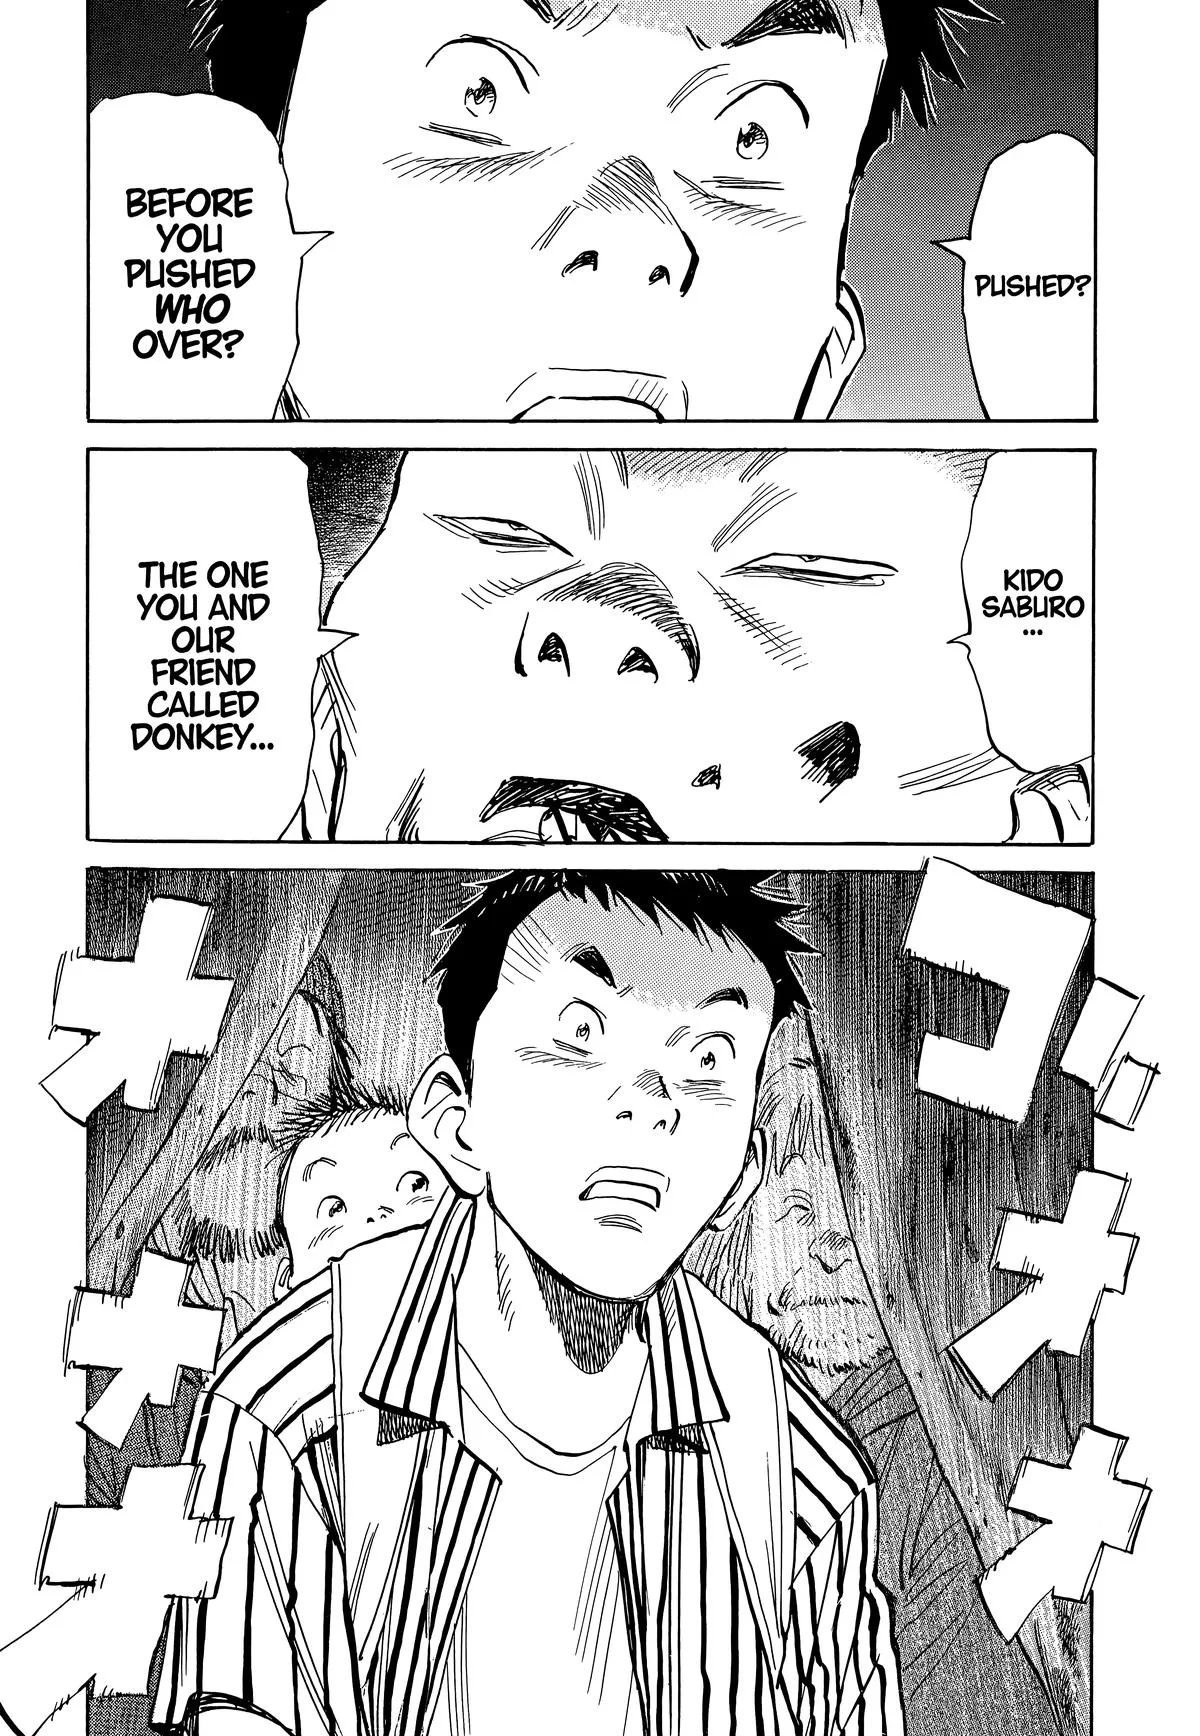 PUSHED?
BEFORE
YOU
PUSHED
WHO
OVER?
KIDO
SABURO
...
THE ONE
YOU AND
OUR
FRIEND
CALLED
DONKEY...